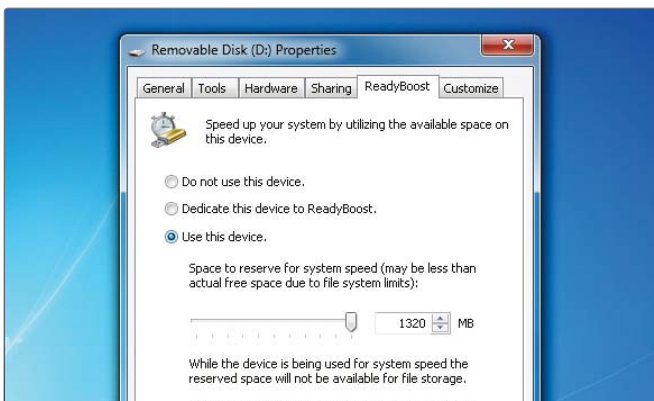 Removable Disk (D:) Properties
General Tools Hardware Sharing ReadyBoost Customize
Speed up your system by utilizing the available space on
this device.
Do not use this device.
Dedicate this device to ReadyBoost.
Use this device.
Space to reserve for system speed (may be less than
actual free space due to file system limits):
1320 MB
While the device is being used for system speed the
reserved space will not be available for file storage.